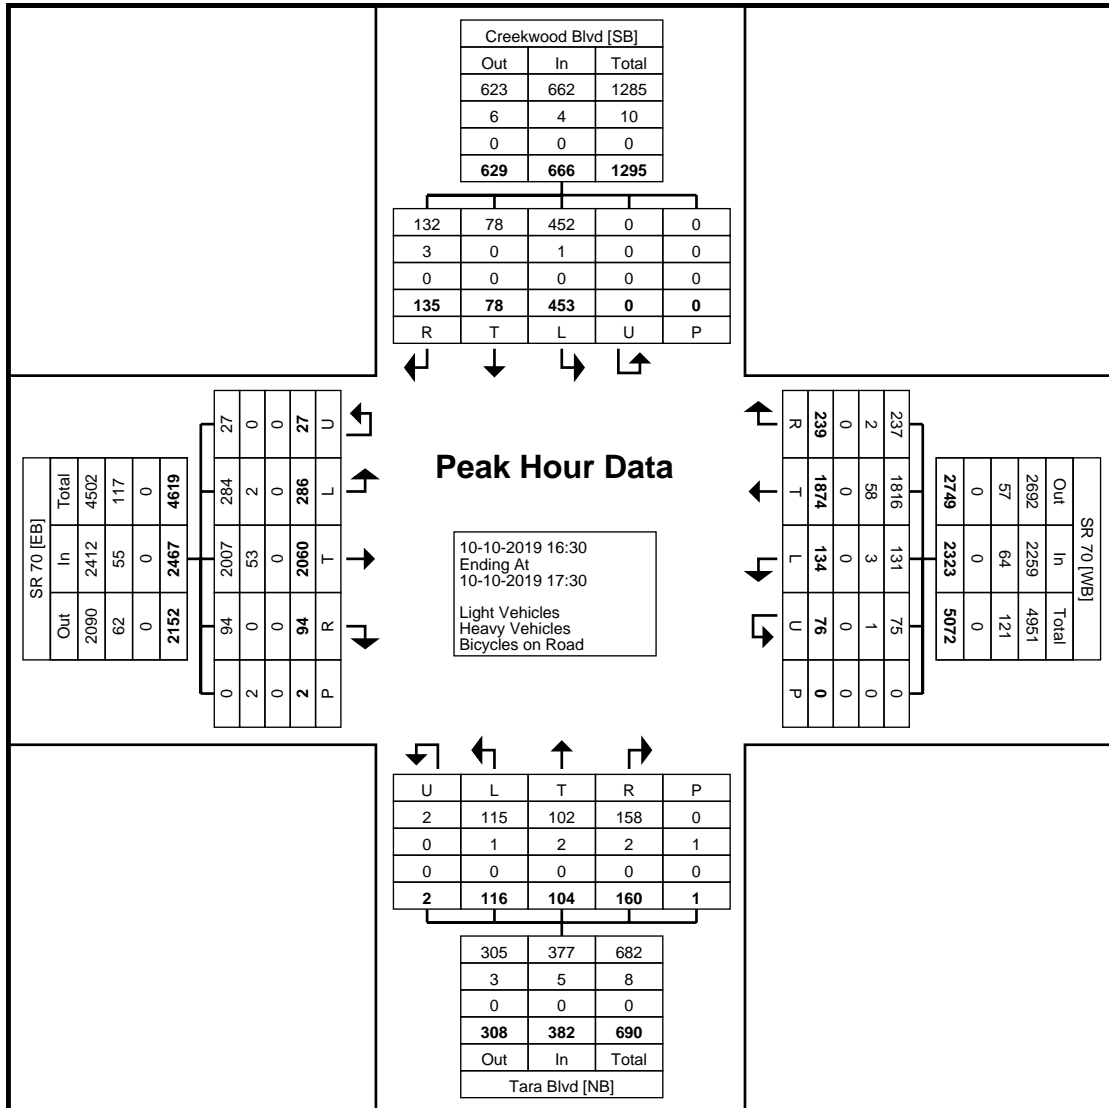 Creekwood Blvd [SB]
Out In Total
623 662 1285
6 4 10
0 0 0
629 666 1295
132 78 452 0 0
3 0 1 0 0
0 0 0 0 0
135 78 453 0 0
R T L U P
SR 70 [EB]
Total In Out
4502 2412 2090
117 55 62
0 0 0
4619 2467 2152
27 284 2007 94 0
0 2 53 0 2
0 0 0 0 0
27 286 2060 94 2
U L T R P
Peak Hour Data
10-10-2019 16:30
Ending At
10-10-2019 17:30
Light Vehicles
Heavy Vehicles
Bicycles on Road
R T L U P
239 1874 134 76 0
0 0 0 0 0
2 58 3 1 0
237 1816 131 75 0
2749 2323 5072
0 0 0
57 64 121
2692 2259 4951
Out In Total
SR 70 [WB]
U L T R P
2 115 102 158 0
0 1 2 2 1
0 0 0 0 0
2 116 104 160 1
305 377 682
3 5 8
0 0 0
308 382 690
Out In Total
Tara Blvd [NB]